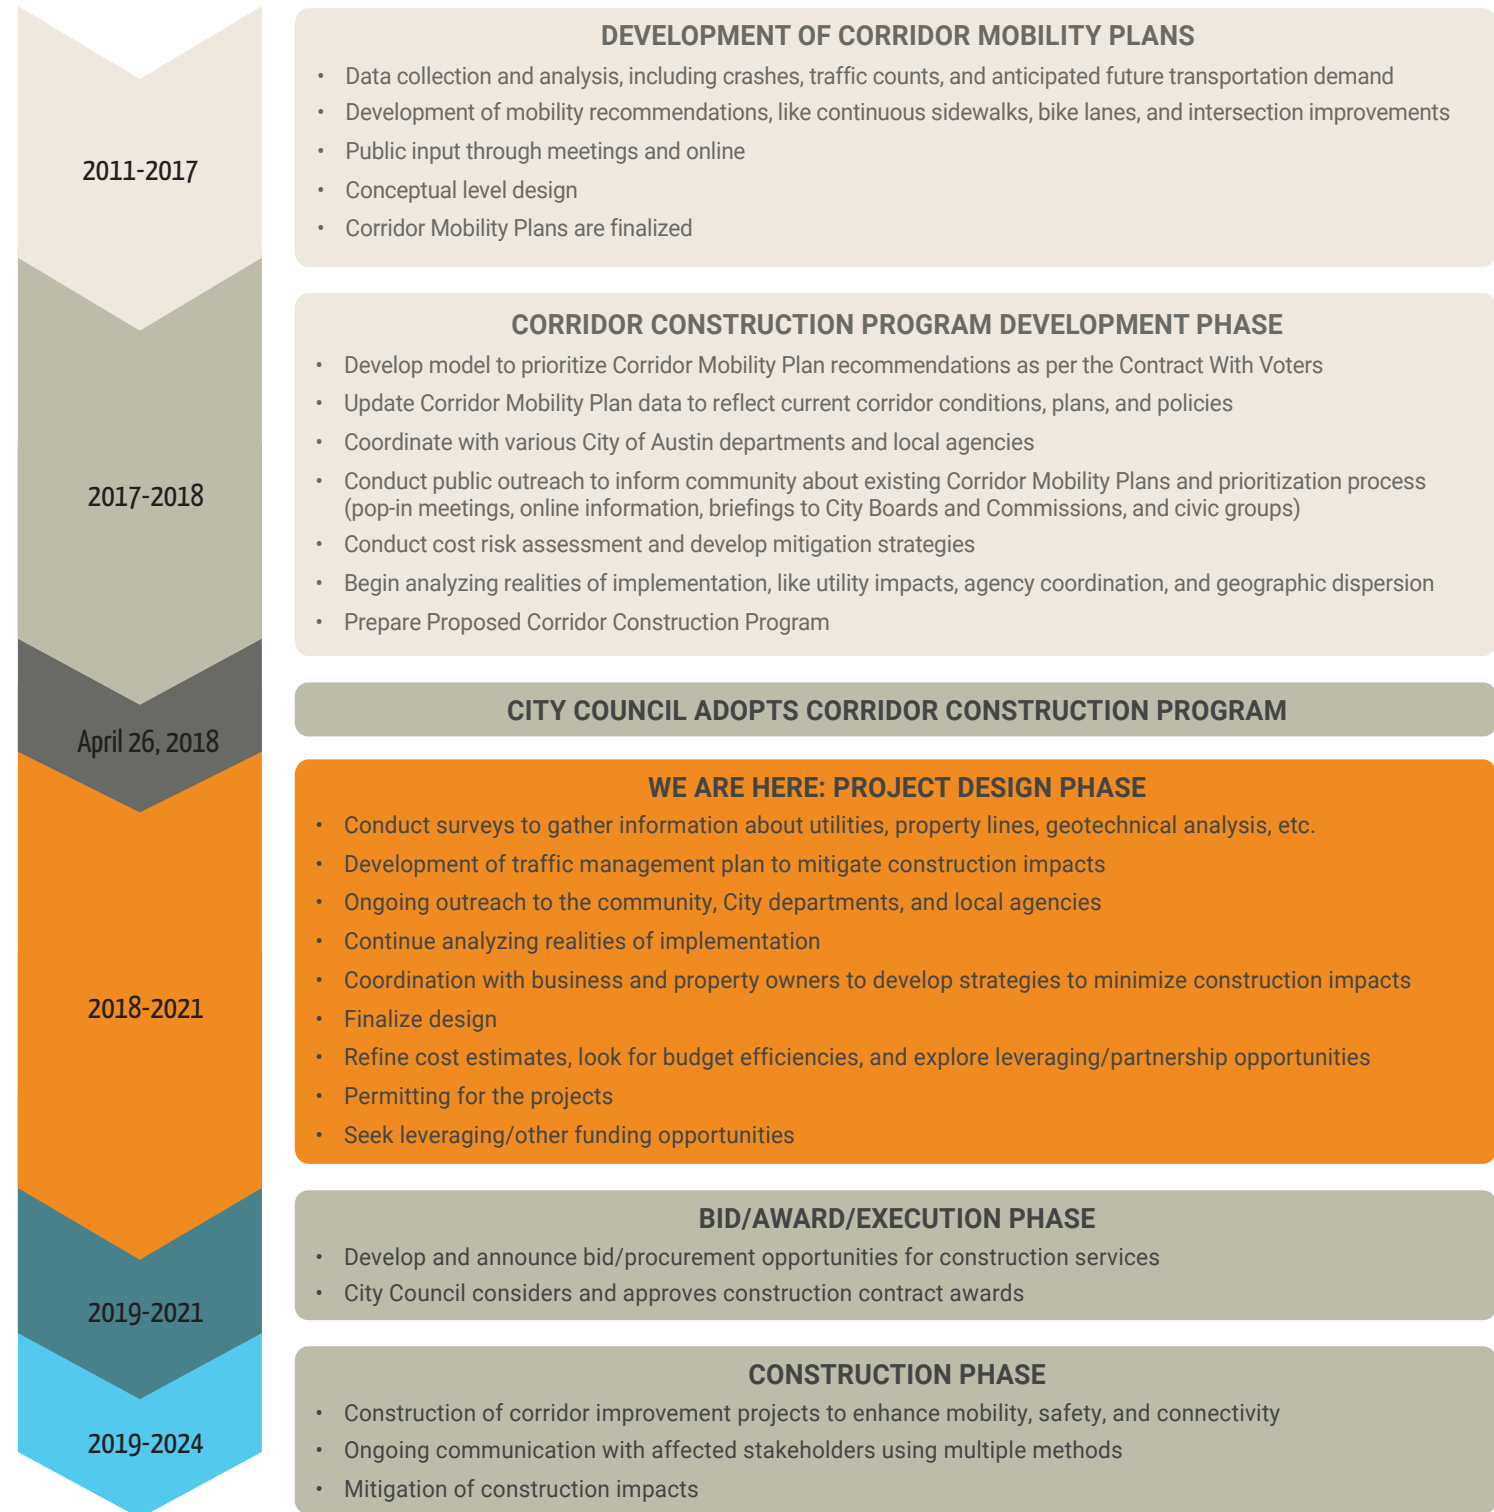 DEVELOPMENT OF CORRIDOR MOBILITY PLANS
• Data collection and analysis, including crashes, traffic counts, and anticipated future transportation demand
• Development of mobility recommendations, like continuous sidewalks, bike lanes, and intersection improvements
2011-2017
• Public input through meetings and online
• Conceptual level design
• Corridor Mobility Plans are finalized
CORRIDOR CONSTRUCTION PROGRAM DEVELOPMENT PHASE
• Develop model to prioritize Corridor Mobility Plan recommendations as per the Contract With Voters
• Update Corridor Mobility Plan data to reflect current corridor conditions, plans, and policies
• Coordinate with various City of Austin departments and local agencies
2017-2018
• Conduct public outreach to inform community about existing Corridor Mobility Plans and prioritization process
(pop-in meetings, online information, briefings to City Boards and Commissions, and civic groups)
• Conduct cost risk assessment and develop mitigation strategies
• Begin analyzing realities of implementation, like utility impacts, agency coordination, and geographic dispersion
• Prepare Proposed Corridor Construction Program
April 26, 2018
CITY COUNCIL ADOPTS CORRIDOR CONSTRUCTION PROGRAM
WE ARE HERE: PROJECT DESIGN PHASE
• Conduct surveys to gather information about utilities, property lines, geotechnical analysis, etc.
• Development of traffic management plan to mitigate construction impacts
• Ongoing outreach to the community, City departments, and local agencies
• Continue analyzing realities of implementation
• Coordination with business and property owners to develop strategies to minimize construction impacts
2018-2021
• Finalize design
• Refine cost estimates, look for budget efficiencies, and explore leveraging/partnership opportunities
• Permitting for the projects
• Seek leveraging/other funding opportunities
BID/AWARD/EXECUTION PHASE
• Develop and announce bid/procurement opportunities for construction services
• City Council considers and approves construction contract awards
2019-2021
CONSTRUCTION PHASE
• Construction of corridor improvement projects to enhance mobility, safety, and connectivity
2019-2024
• Ongoing communication with affected stakeholders using multiple methods
• Mitigation of construction impacts